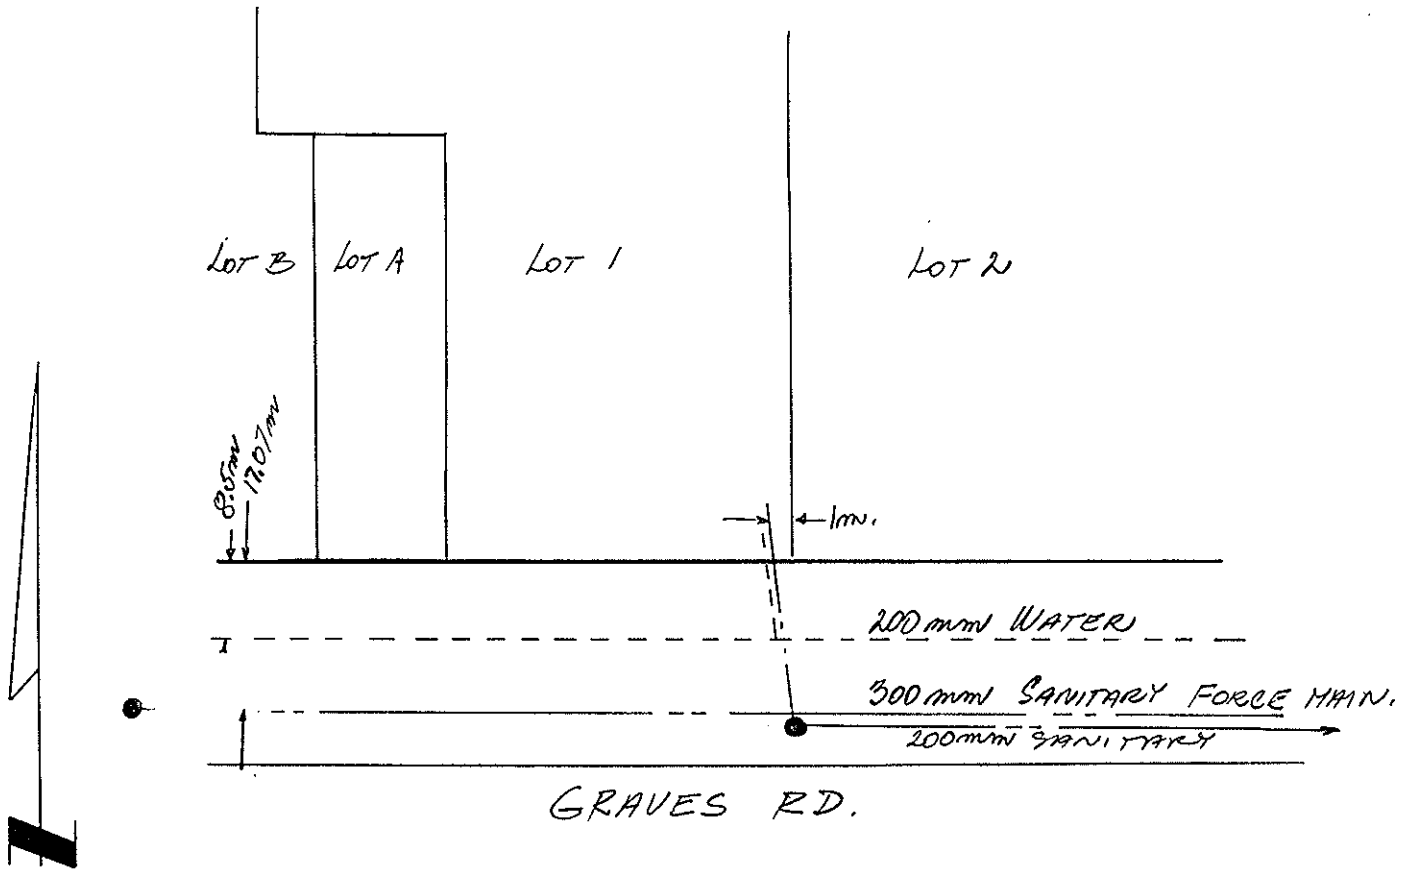 LOT B
LOT A
LOT 1
LOT 2
8.5m
17.07m
1m.
200mm WATER
300mm SANITARY FORCE MAIN.
200mm SANITARY
GRAVES RD.